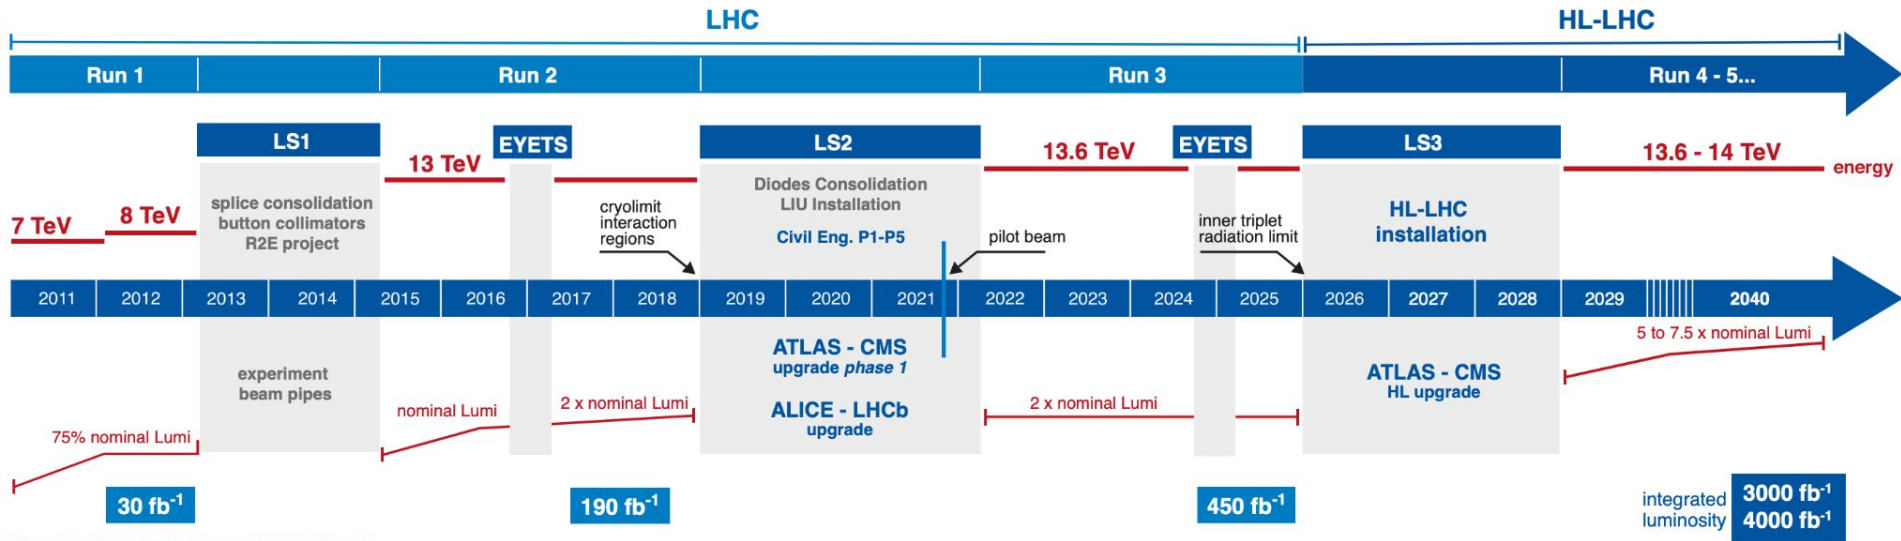 LHC
HL-LHC
Run 1
Run 2
Run 3
Run 4 - 5...
LS1
EYETS
LS2
EYETS
LS3
13 TeV
13.6 TeV
13.6 - 14 TeV
energy
7 TeV
8 TeV
splice consolidation
button collimators
R2E project
cryolimit
interaction
regions
Diodes Consolidation
LIU Installation
Civil Eng. P1-P5
pilot beam
inner triplet
radiation limit
HL-LHC
installation
2011 2012 2013 2014 2015 2016 2017 2018 2019 2020 2021 2022 2023 2024 2025 2026 2027 2028 2029 2040
experiment
beam pipes
75% nominal Lumi
nominal Lumi
2 x nominal Lumi
ATLAS - CMS
upgrade phase 1
ALICE - LHCb
upgrade
2 x nominal Lumi
ATLAS - CMS
HL upgrade
5 to 7.5 x nominal Lumi
30 fb⁻¹
190 fb⁻¹
450 fb⁻¹
integrated
luminosity
3000 fb⁻¹
4000 fb⁻¹